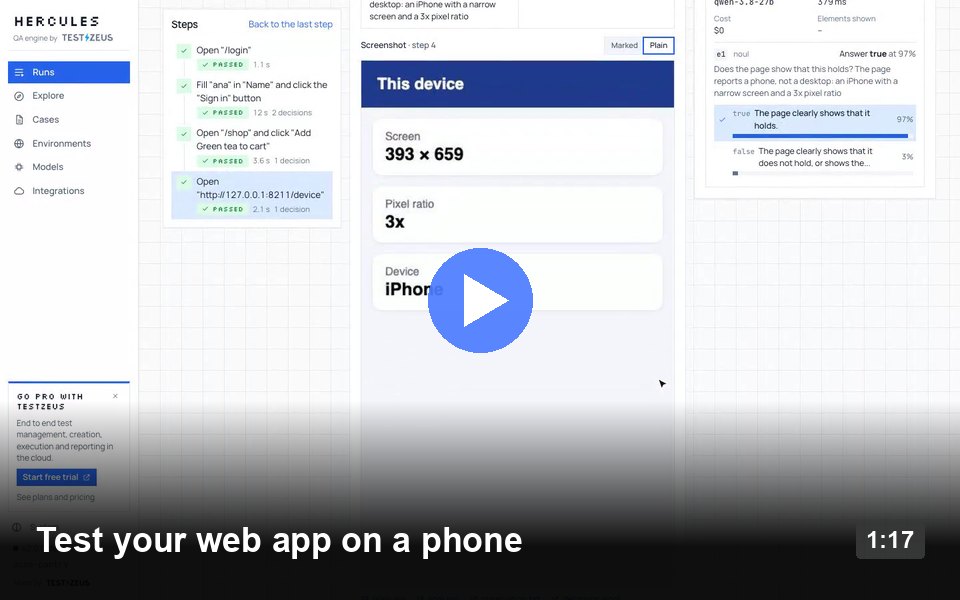 HERCULES
QA engine by TESTZEUS
Runs
Explore
Cases
Environments
Models
Integrations
GO PRO WITH
TESTZEUS
End to end test
management, creation,
execution and reporting in
the cloud.
Start free trial
See plans and pricing
Steps
Back to the last step
Open "/login"
PASSED 1.1 s
Fill "ana" in "Name" and click the
"Sign in" button
PASSED 12 s 2 decisions
Open "/shop" and click "Add
Green tea to cart"
PASSED 3.6 s 1 decision
Open
"http://127.0.0.1:8211/device"
PASSED 2.1 s 1 decision
desktop: an iPhone with a narrow
screen and a 3x pixel ratio
Screenshot · step 4
Marked
Plain
This device
Screen
393 × 659
Pixel ratio
3x
Device
iPhone
qwen-3.8-27b
379 ms
Cost
Elements shown
$0
–
e1 noul
Answer true at 97%
Does the page show that this holds? The page
reports a phone, not a desktop: an iPhone with a
narrow screen and a 3x pixel ratio
true The page clearly shows that it
holds.
97%
false The page clearly shows that it
does not hold, or shows the...
3%
Test your web app on a phone
1:17
TESTZEUS